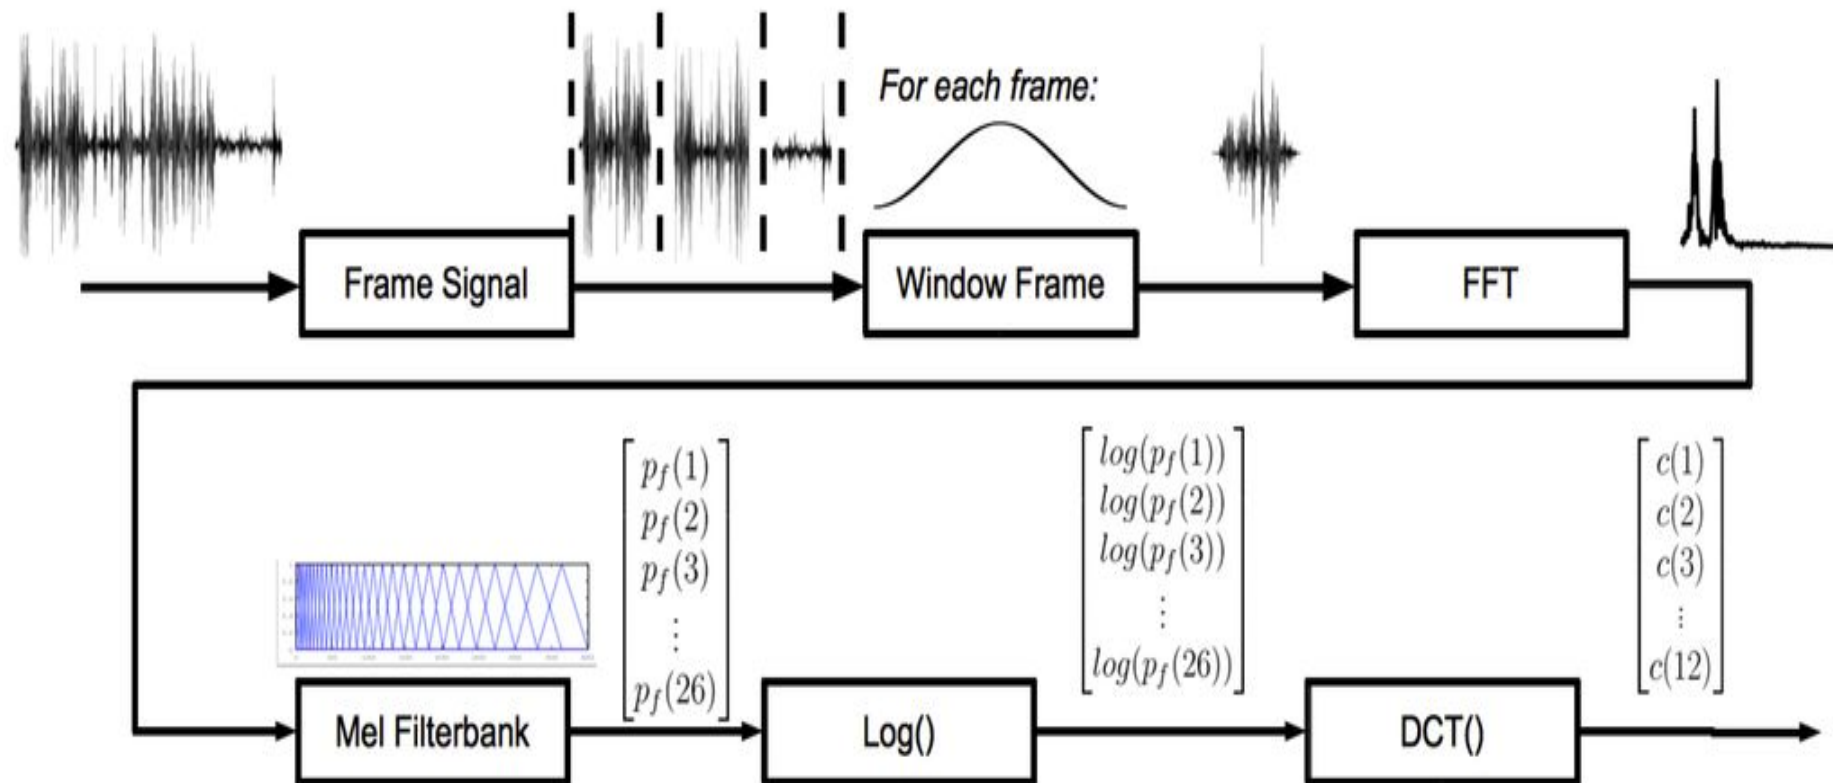 For each frame:
Frame Signal
Window Frame
FFT
p_f(1)
p_f(2)
p_f(3)
⋮
p_f(26)
log(p_f(1))
log(p_f(2))
log(p_f(3))
⋮
log(p_f(26))
c(1)
c(2)
c(3)
⋮
c(12)
Mel Filterbank
Log()
DCT()